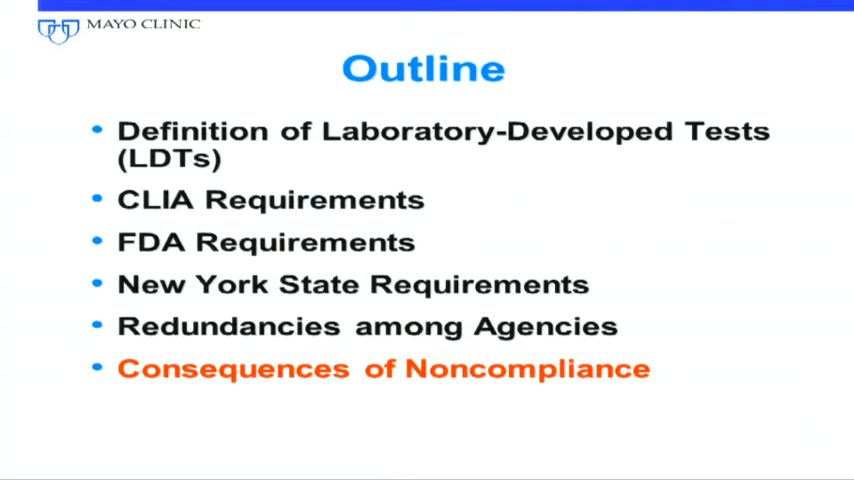 MAYO CLINIC
Outline
• Definition of Laboratory-Developed Tests
(LDTs)
• CLIA Requirements
• FDA Requirements
• New York State Requirements
• Redundancies among Agencies
• Consequences of Noncompliance